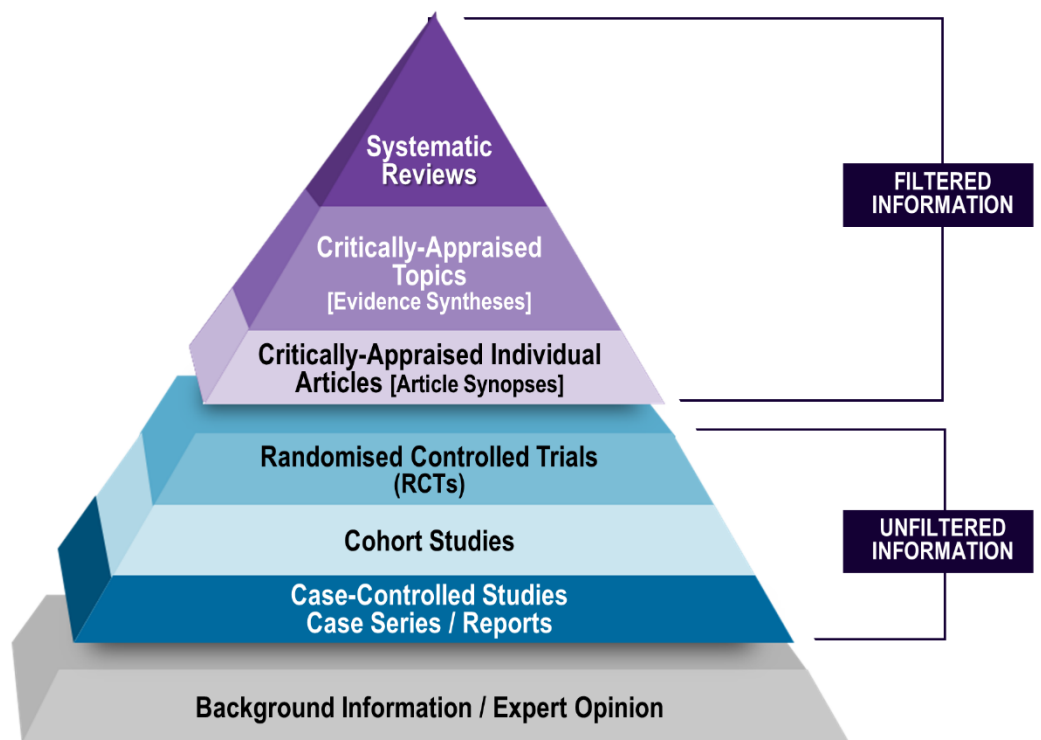 Systematic
Reviews
FILTERED
INFORMATION
Critically-Appraised
Topics
[Evidence Syntheses]
Critically-Appraised Individual
Articles [Article Synopses]
Randomised Controlled Trials
(RCTs)
UNFILTERED
INFORMATION
Cohort Studies
Case-Controlled Studies
Case Series / Reports
Background Information / Expert Opinion